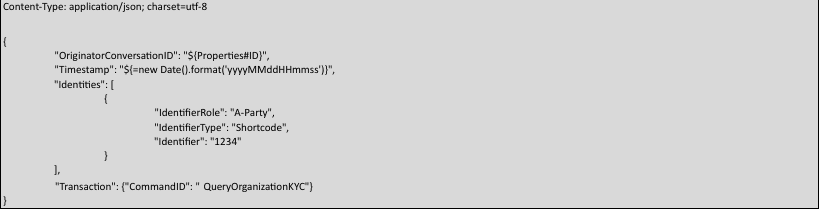 Content-Type: application/json; charset=utf-8
{
"OriginatorConversationID": "${Properties#ID}",
"Timestamp": "${=new Date().format('yyyyMMddHHmmss')}",
"Identities": [
{
"IdentifierRole": "A-Party",
"IdentifierType": "Shortcode",
"Identifier": "1234"
}
],
"Transaction": {"CommandID": " QueryOrganizationKYC"}
}